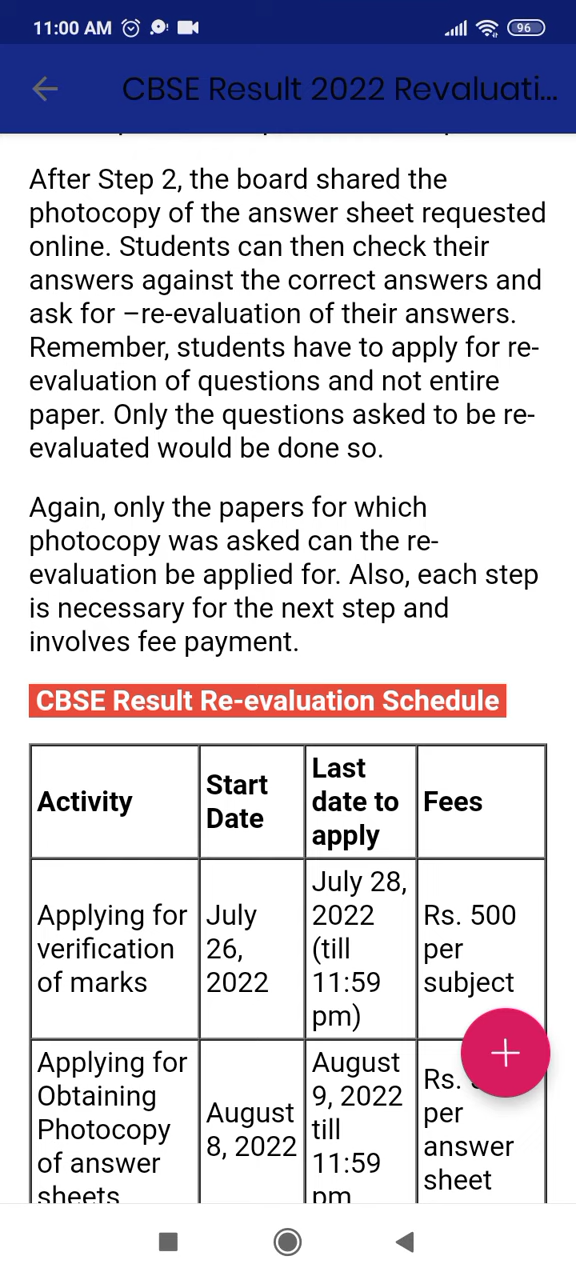 11:00 AM
96
CBSE Result 2022 Revaluati...
After Step 2, the board shared the
photocopy of the answer sheet requested
online. Students can then check their
answers against the correct answers and
ask for –re-evaluation of their answers.
Remember, students have to apply for re-
evaluation of questions and not entire
paper. Only the questions asked to be re-
evaluated would be done so.
Again, only the papers for which
photocopy was asked can the re-
evaluation be applied for. Also, each step
is necessary for the next step and
involves fee payment.
CBSE Result Re-evaluation Schedule
Activity
Start
Date
Last
date to
apply
Fees
Applying for
verification
of marks
July
26,
2022
July 28,
2022
(till
11:59
pm)
Rs. 500
per
subject
Applying for
Obtaining
Photocopy
of answer
sheets
August
8, 2022
August
9, 2022
till
11:59
pm
Rs.
per
answer
sheet